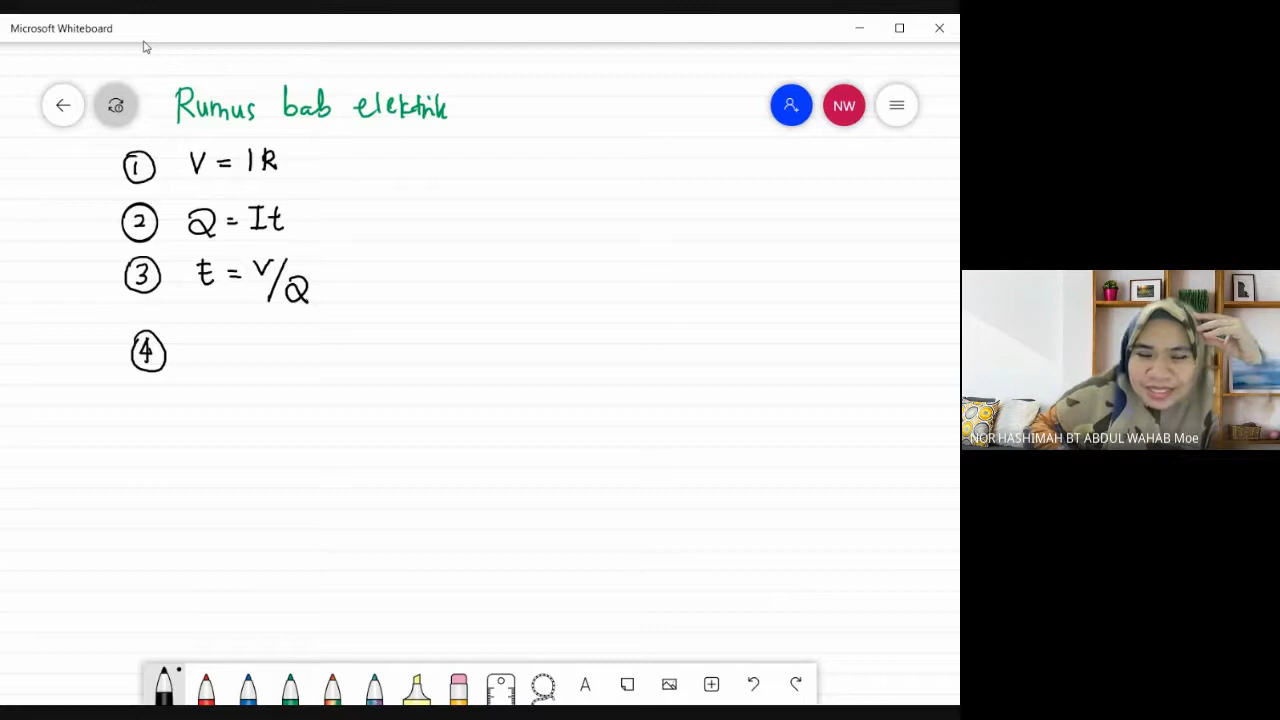 Microsoft Whiteboard
Rumus bab elektrik
NW
① V = IR
② Q = It
③ t = V/Q
④
NOR HASHIMAH BT ABDUL WAHAB Moe
A